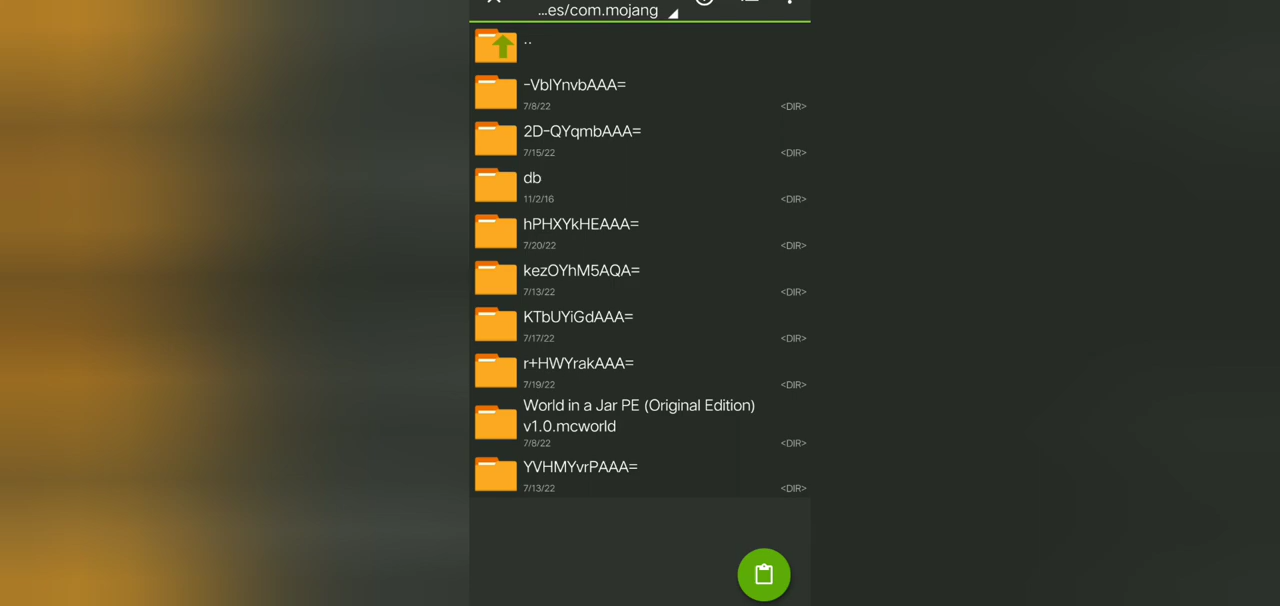 ...es/com.mojang
..
-VbIYnvbAAA=
7/8/22
<DIR>
2D-QYqmbAAA=
7/15/22
<DIR>
db
11/2/16
<DIR>
hPHXYkHEAAA=
7/20/22
<DIR>
kezOYhM5AQA=
7/13/22
<DIR>
KTbUYiGdAAA=
7/17/22
<DIR>
r+HWYrakAAA=
7/19/22
<DIR>
World in a Jar PE (Original Edition)
v1.0.mcworld
7/8/22
<DIR>
YVHMYvrPAAA=
7/13/22
<DIR>